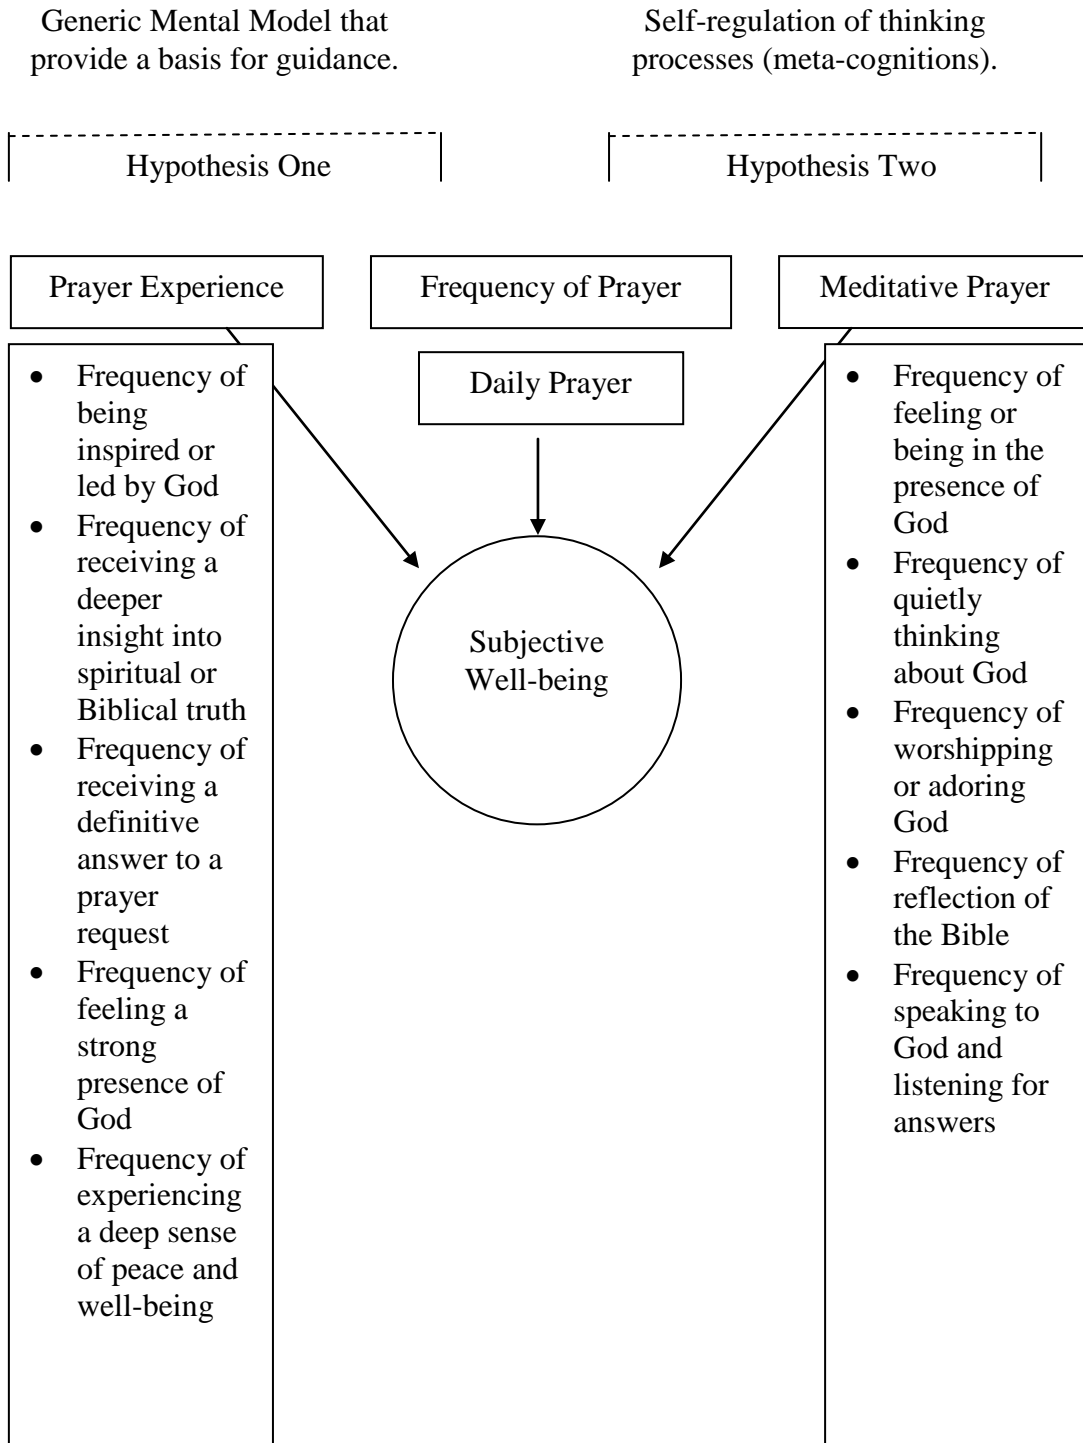 Generic Mental Model that
provide a basis for guidance.
Self-regulation of thinking
processes (meta-cognitions).
Hypothesis One
Hypothesis Two
Prayer Experience
Frequency of Prayer
Meditative Prayer
Daily Prayer
• Frequency of
being
inspired or
led by God
• Frequency of
receiving a
deeper
insight into
spiritual or
Biblical truth
• Frequency of
receiving a
definitive
answer to a
prayer
request
• Frequency of
feeling a
strong
presence of
God
• Frequency of
experiencing
a deep sense
of peace and
well-being
Subjective
Well-being
• Frequency of
feeling or
being in the
presence of
God
• Frequency of
quietly
thinking
about God
• Frequency of
worshipping
or adoring
God
• Frequency of
reflection of
the Bible
• Frequency of
speaking to
God and
listening for
answers